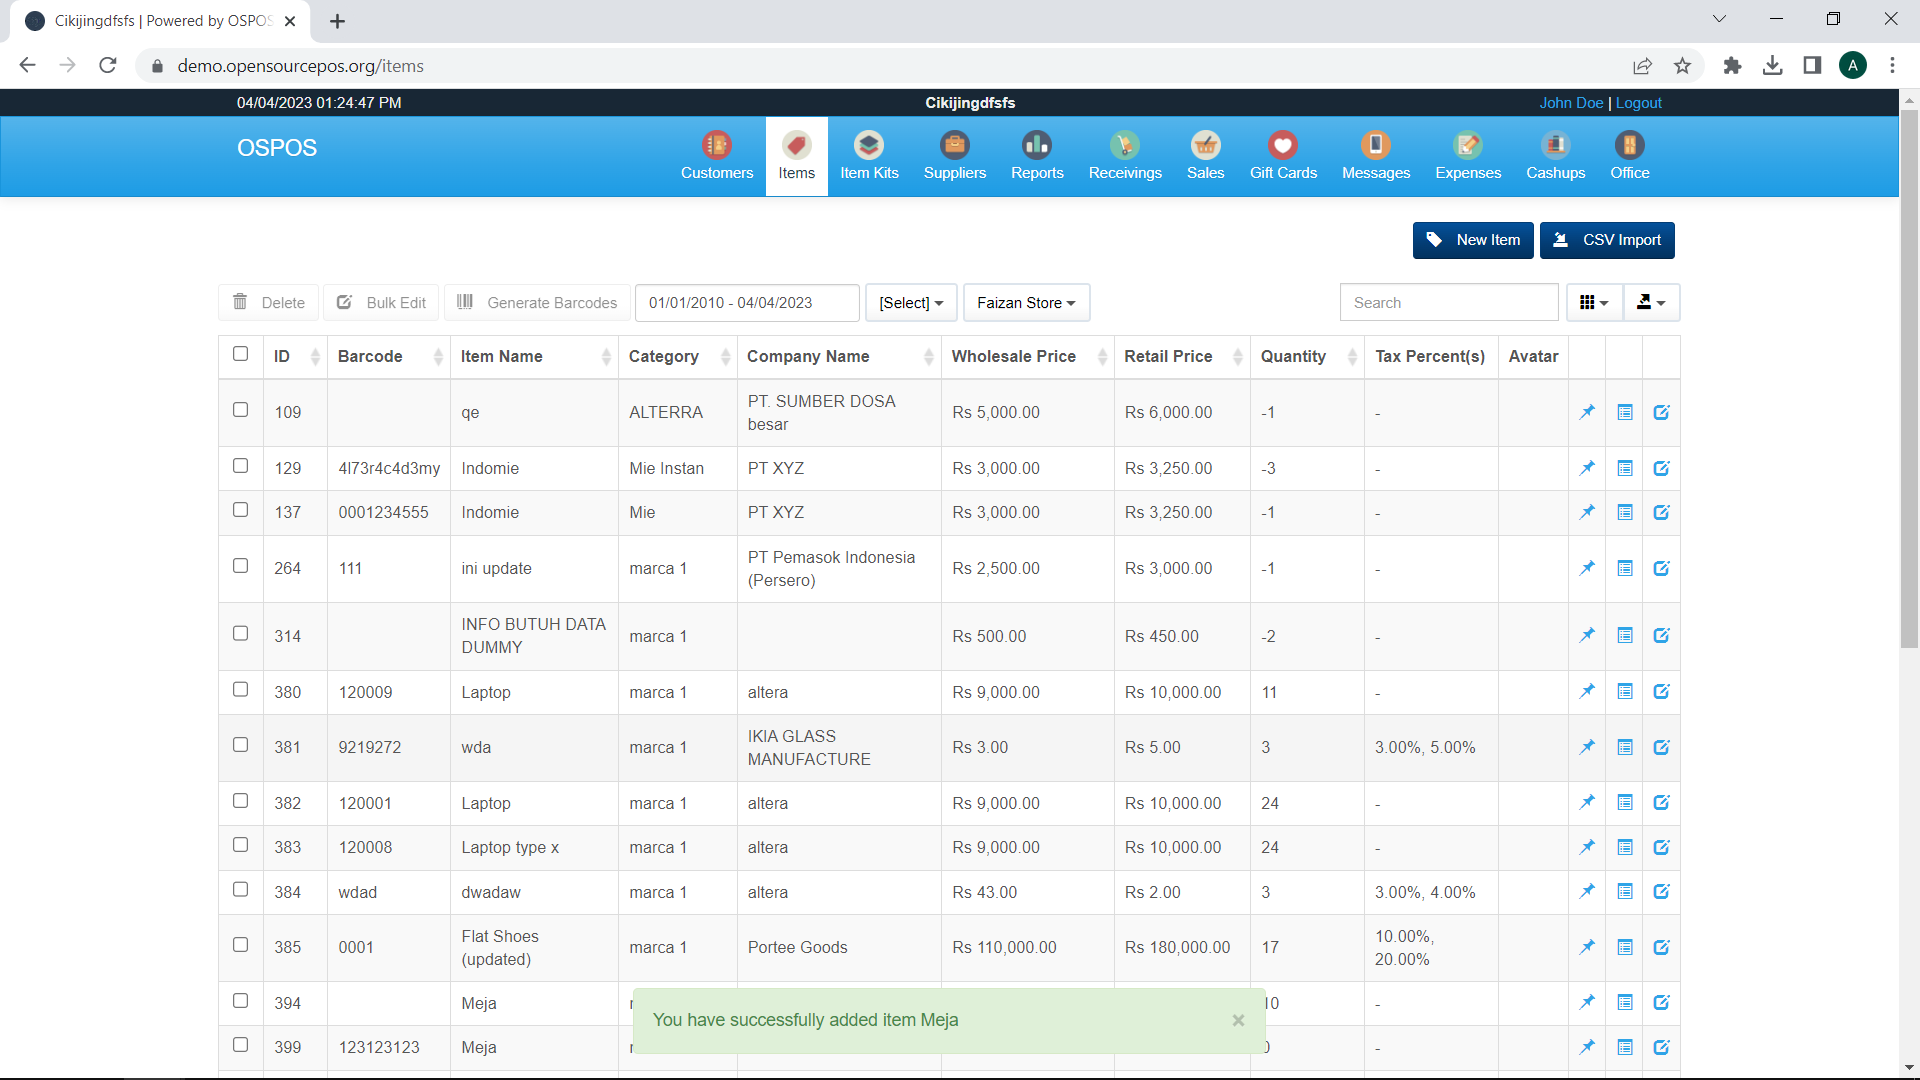 Cikijingdfsfs | Powered by OSPOS
demo.opensourcepos.org/items
A
04/04/2023 01:24:47 PM
Cikijingdfsfs
John Doe | Logout
OSPOS
Customers
Items
Item Kits
Suppliers
Reports
Receivings
Sales
Gift Cards
Messages
Expenses
Cashups
Office
New Item
CSV Import
Delete
Bulk Edit
Generate Barcodes
01/01/2010 - 04/04/2023
[Select]
Faizan Store
Search
ID Barcode Item Name Category Company Name Wholesale Price Retail Price Quantity Tax Percent(s) Avatar
109 qe ALTERRA PT. SUMBER DOSA besar Rs 5,000.00 Rs 6,000.00 -1 -
129 4l73r4c4d3my Indomie Mie Instan PT XYZ Rs 3,000.00 Rs 3,250.00 -3 -
137 0001234555 Indomie Mie PT XYZ Rs 3,000.00 Rs 3,250.00 -1 -
264 111 ini update marca 1 PT Pemasok Indonesia (Persero) Rs 2,500.00 Rs 3,000.00 -1 -
314 INFO BUTUH DATA DUMMY marca 1 Rs 500.00 Rs 450.00 -2 -
380 120009 Laptop marca 1 altera Rs 9,000.00 Rs 10,000.00 11 -
381 9219272 wda marca 1 IKIA GLASS MANUFACTURE Rs 3.00 Rs 5.00 3 3.00%, 5.00%
382 120001 Laptop marca 1 altera Rs 9,000.00 Rs 10,000.00 24 -
383 120008 Laptop type x marca 1 altera Rs 9,000.00 Rs 10,000.00 24 -
384 wdad dwadaw marca 1 altera Rs 43.00 Rs 2.00 3 3.00%, 4.00%
385 0001 Flat Shoes (updated) marca 1 Portee Goods Rs 110,000.00 Rs 180,000.00 17 10.00%, 20.00%
394 Meja -
You have successfully added item Meja ×
399 123123123 Meja -